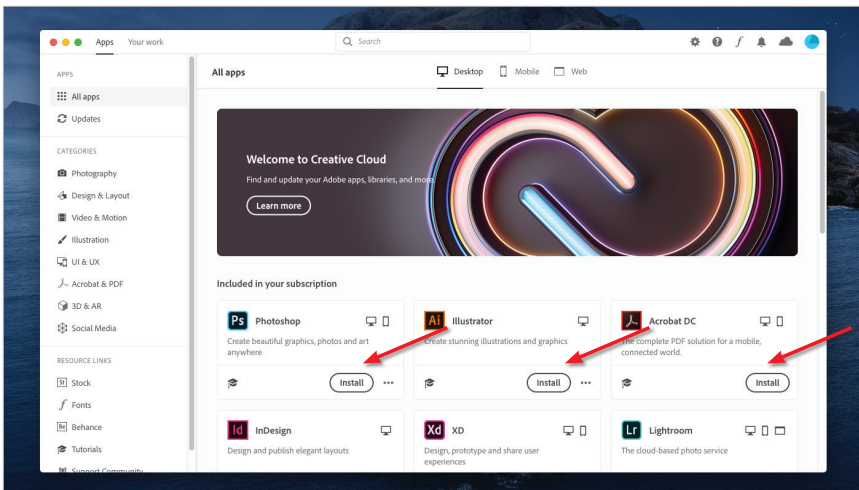 Apps Your work
Search
f
APPS
All apps
Updates
CATEGORIES
Photography
Design & Layout
Video & Motion
Illustration
UI & UX
Acrobat & PDF
3D & AR
Social Media
RESOURCE LINKS
St Stock
f Fonts
Be Behance
Tutorials
Support Community
All apps
Desktop Mobile Web
Welcome to Creative Cloud
Find and update your Adobe apps, libraries, and more
Learn more
Included in your subscription
Ps Photoshop
Create beautiful graphics, photos and art
anywhere
Install
Ai Illustrator
Create stunning illustrations and graphics
Install
Acrobat DC
The complete PDF solution for a mobile,
connected world.
Install
Id InDesign
Design and publish elegant layouts
Xd XD
Design, prototype and share user
experiences
Lr Lightroom
The cloud-based photo service